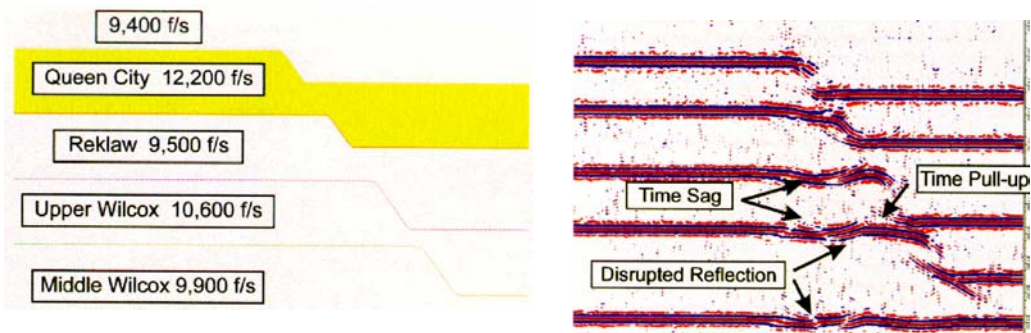 9,400 f/s
Queen City 12,200 f/s
Reklaw 9,500 f/s
Upper Wilcox 10,600 f/s
Middle Wilcox 9,900 f/s
Time Sag
Time Pull-up
Disrupted Reflection